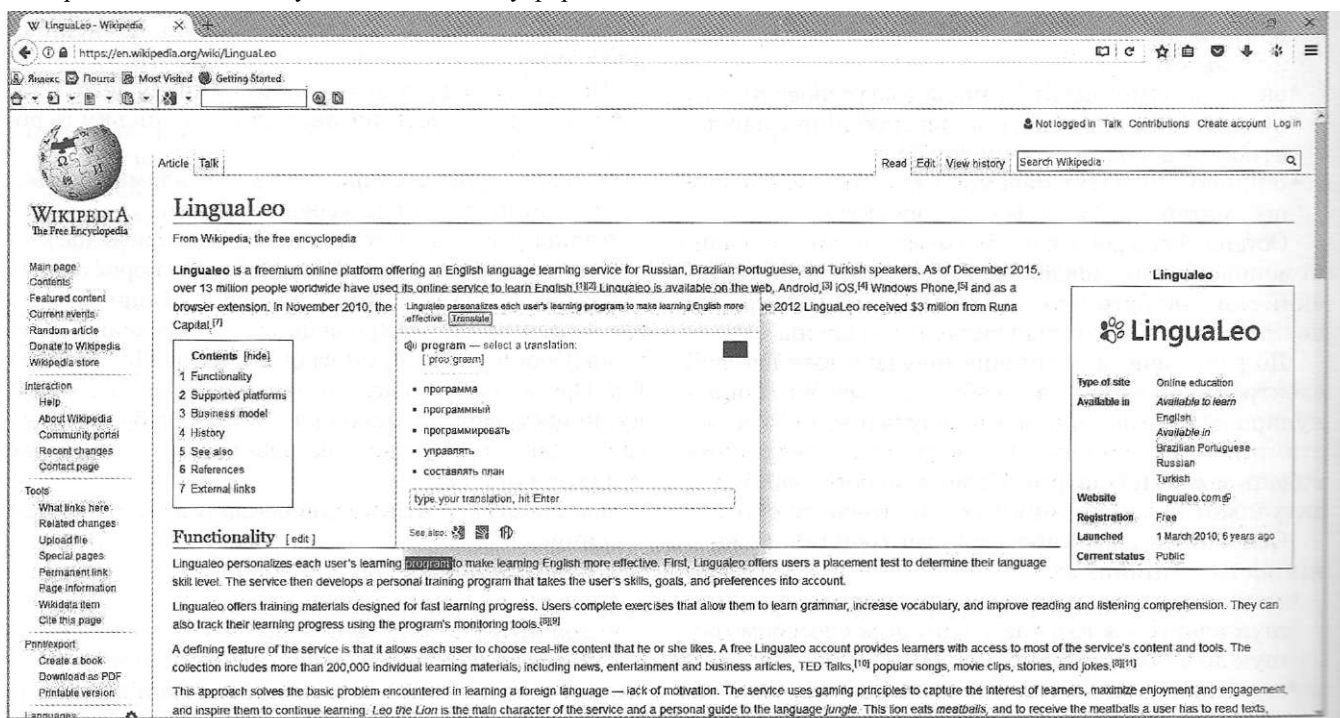 W LinguaLeo - Wikipedia
https://en.wikipedia.org/wiki/LinguaLeo
Яндекс Почта Most Visited Getting Started
Not logged in Talk Contributions Create account Log in
Article Talk
Read Edit View history Search Wikipedia
WIKIPEDIA
The Free Encyclopedia
Main page
Contents
Featured content
Current events
Random article
Donate to Wikipedia
Wikipedia store
Interaction
Help
About Wikipedia
Community portal
Recent changes
Contact page
Tools
What links here
Related changes
Upload file
Special pages
Permanent link
Page information
Wikidata item
Cite this page
Print/export
Create a book
Download as PDF
Printable version
Languages
LinguaLeo
From Wikipedia, the free encyclopedia
Lingualeo is a freemium online platform offering an English language learning service for Russian, Brazilian Portuguese, and Turkish speakers. As of December 2015,
over 13 million people worldwide have used its online service to learn English.[1][2] Lingualeo is available on the web, Android,[3] iOS,[4] Windows Phone,[5] and as a
browser extension. In November 2010, the
2012 LinguaLeo received $3 million from Runa
Capital.[7]
Contents [hide]
1 Functionality
2 Supported platforms
3 Business model
4 History
5 See also
6 References
7 External links
Lingualeo personalizes each user's learning program to make learning English more
effective. Translate
program — select a translation:
[ˈprouˈgræm]
программа
программный
программировать
управлять
составлять план
type your translation, hit Enter
See also:
Lingualeo
LinguaLeo
Type of site Online education
Available in Available to learn
English
Available in
Brazilian Portuguese
Russian
Turkish
Website lingualeo.com
Registration Free
Launched 1 March 2010; 6 years ago
Current status Public
Functionality [edit]
Lingualeo personalizes each user's learning program to make learning English more effective. First, Lingualeo offers users a placement test to determine their language
skill level. The service then develops a personal training program that takes the user's skills, goals, and preferences into account.
Lingualeo offers training materials designed for fast learning progress. Users complete exercises that allow them to learn grammar, increase vocabulary, and improve reading and listening comprehension. They can
also track their learning progress using the program's monitoring tools.[8][9]
A defining feature of the service is that it allows each user to choose real-life content that he or she likes. A free Lingualeo account provides learners with access to most of the service's content and tools. The
collection includes more than 200,000 individual learning materials, including news, entertainment and business articles, TED Talks,[10] popular songs, movie clips, stories, and jokes.[8][11]
This approach solves the basic problem encountered in learning a foreign language — lack of motivation. The service uses gaming principles to capture the interest of learners, maximize enjoyment and engagement,
and inspire them to continue learning. Leo the Lion is the main character of the service and a personal guide to the language jungle. This lion eats meatballs, and to receive the meatballs a user has to read texts,